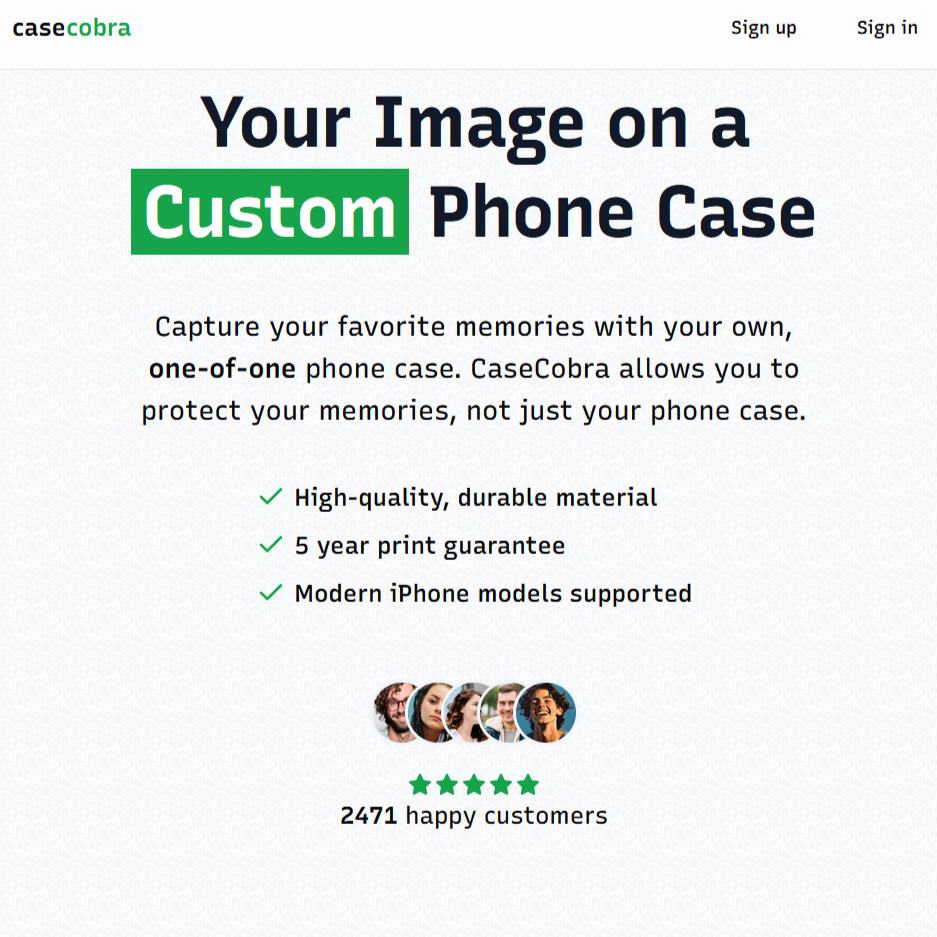 casecobra Sign up Sign in
Your Image on a
Custom Phone Case
Capture your favorite memories with your own,
one-of-one phone case. CaseCobra allows you to
protect your memories, not just your phone case.
High-quality, durable material
5 year print guarantee
Modern iPhone models supported
2471 happy customers